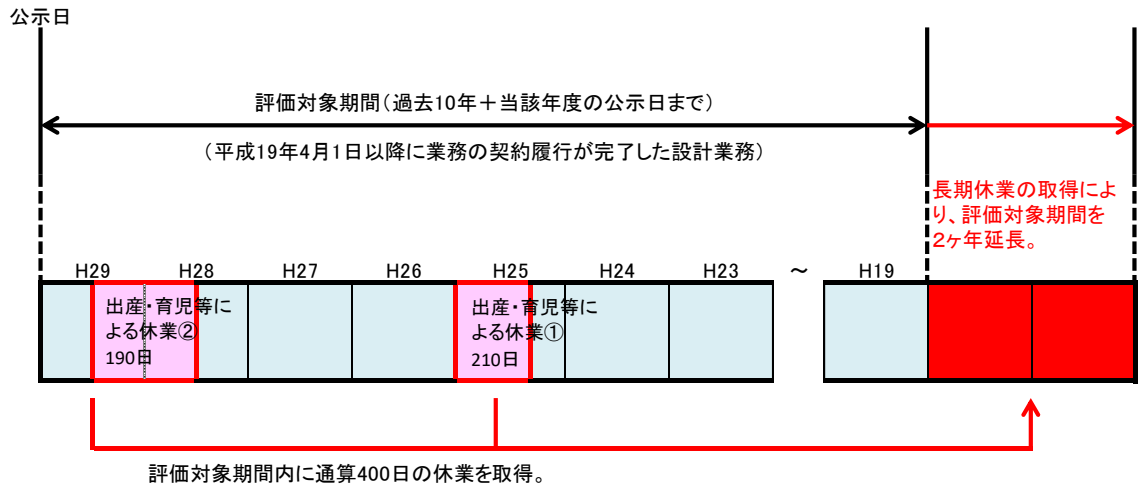 公示日
評価対象期間(過去10年+当該年度の公示日まで)
(平成19年4月1日以降に業務の契約履行が完了した設計業務)
長期休業の取得によ
り、評価対象期間を
2ヶ年延長。
H29 H28 H27 H26 H25 H24 H23 ~ H19
出産・育児等に
よる休業②
190日
出産・育児等に
よる休業①
210日
評価対象期間内に通算400日の休業を取得。